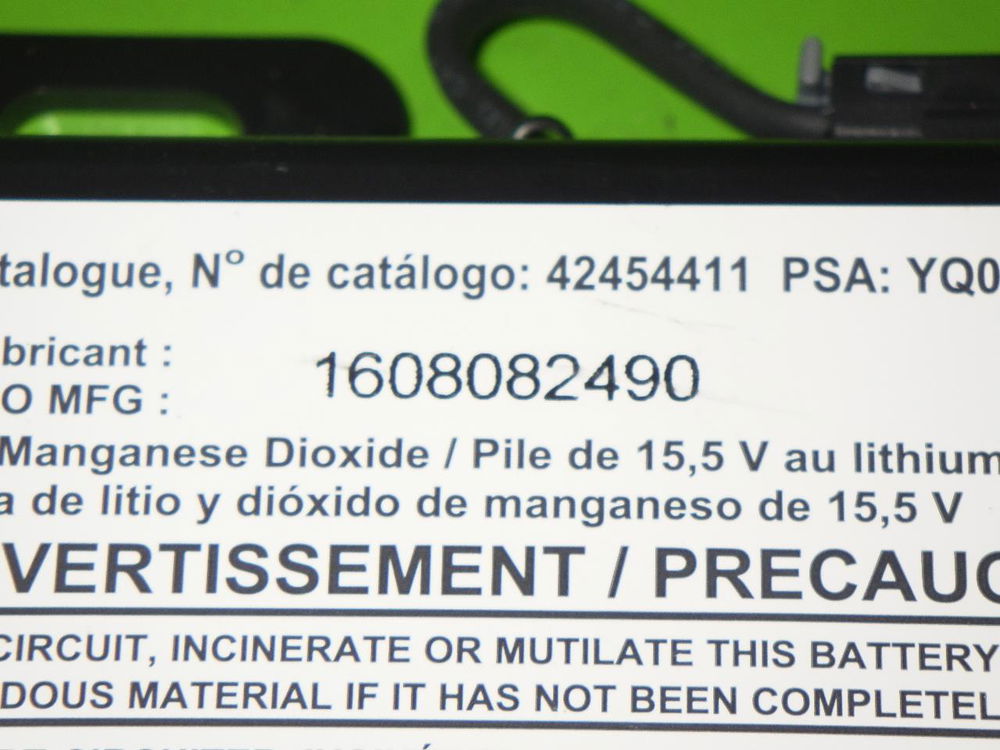 talogue, Nº de catálogo: 42454411 PSA: YQ0
bricant :
1608082490
O MFG :
Manganese Dioxide / Pile de 15,5 V au lithium
a de litio y dióxido de manganeso de 15,5 V
VERTISSEMENT / PRECAUC
CIRCUIT, INCINERATE OR MUTILATE THIS BATTERY
DOUS MATERIAL IF IT HAS NOT BEEN COMPLETEL